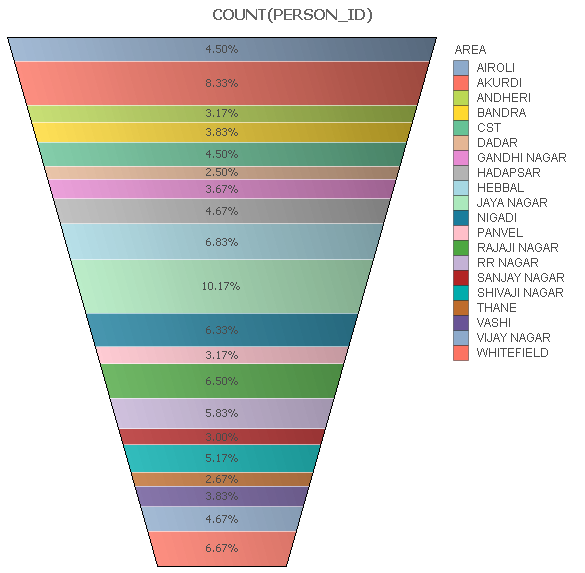 COUNT(PERSON_ID)
4.50%
8.33%
3.17%
3.83%
4.50%
2.50%
3.67%
4.67%
6.83%
10.17%
6.33%
3.17%
6.50%
5.83%
3.00%
5.17%
2.67%
3.83%
4.67%
6.67%
AREA
AIROLI
AKURDI
ANDHERI
BANDRA
CST
DADAR
GANDHI NAGAR
HADAPSAR
HEBBAL
JAYA NAGAR
NIGADI
PANVEL
RAJAJI NAGAR
RR NAGAR
SANJAY NAGAR
SHIVAJI NAGAR
THANE
VASHI
VIJAY NAGAR
WHITEFIELD